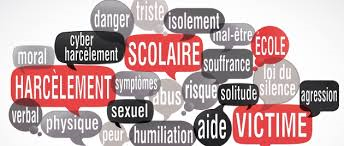 danger
triste
isolement
cyber
harcèlement
SCOLAIRE
mal-être
ÉCOLE
moral
souffrance
HARCÈLEMENT
symptômes
abus
risque
solitude
loi du
silence
agression
verbal
physique
sexuel
peur
humiliation
aide
VICTIME